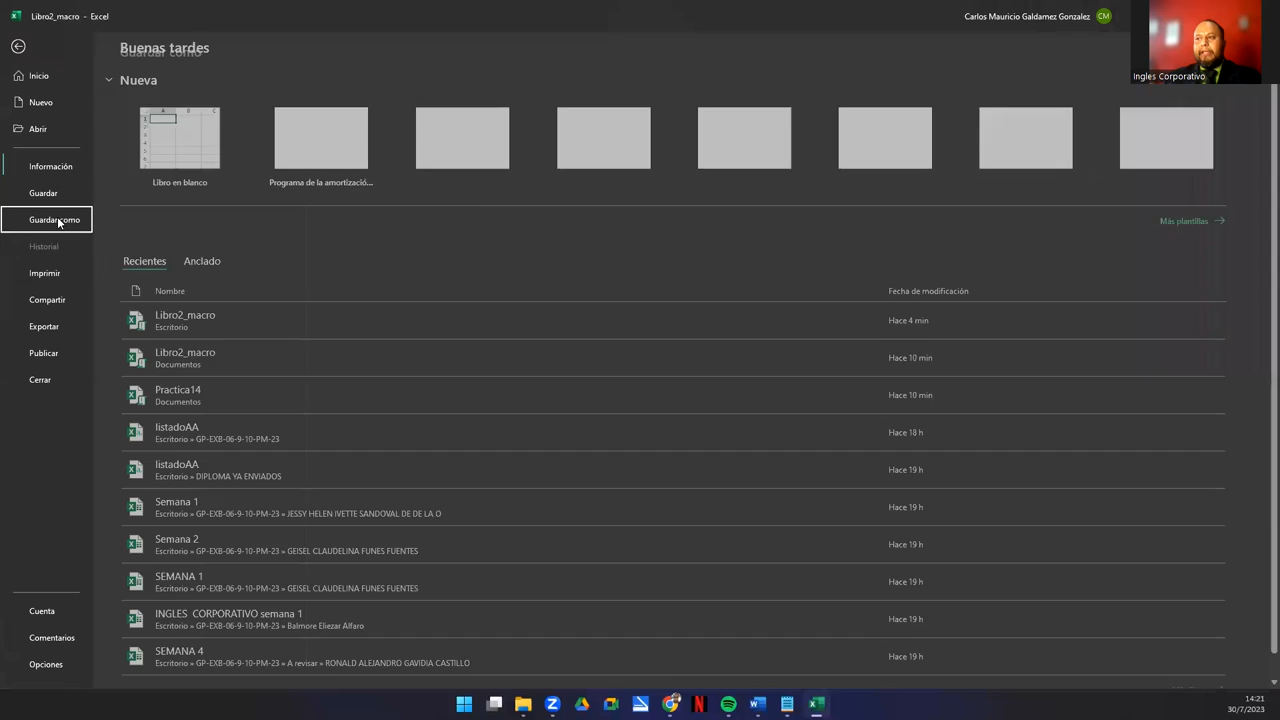 Libro2_macro - Excel
Carlos Mauricio Galdamez Gonzalez CM
Ingles Corporativo
Buenas tardes
Guardar como
Inicio
Nuevo
Abrir
Información
Guardar
Guardar como
Historial
Imprimir
Compartir
Exportar
Publicar
Cerrar
Cuenta
Comentarios
Opciones
Nueva
Libro en blanco
Programa de la amortizació...
Más plantillas
Recientes Anclado
Nombre Fecha de modificación
Libro2_macro
Escritorio
Hace 4 min
Libro2_macro
Documentos
Hace 10 min
Practica14
Documentos
Hace 10 min
listadoAA
Escritorio » GP-EXB-06-9-10-PM-23
Hace 18 h
listadoAA
Escritorio » DIPLOMA YA ENVIADOS
Hace 19 h
Semana 1
Escritorio » GP-EXB-06-9-10-PM-23 » JESSY HELEN IVETTE SANDOVAL DE DE LA O
Hace 19 h
Semana 2
Escritorio » GP-EXB-06-9-10-PM-23 » GEISEL CLAUDELINA FUNES FUENTES
Hace 19 h
SEMANA 1
Escritorio » GP-EXB-06-9-10-PM-23 » GEISEL CLAUDELINA FUNES FUENTES
Hace 19 h
INGLES CORPORATIVO semana 1
Escritorio » GP-EXB-06-9-10-PM-23 » Balmore Eliezar Alfaro
Hace 19 h
SEMANA 4
Escritorio » GP-EXB-06-9-10-PM-23 » A revisar » RONALD ALEJANDRO GAVIDIA CASTILLO
Hace 19 h
14:21
30/7/2023